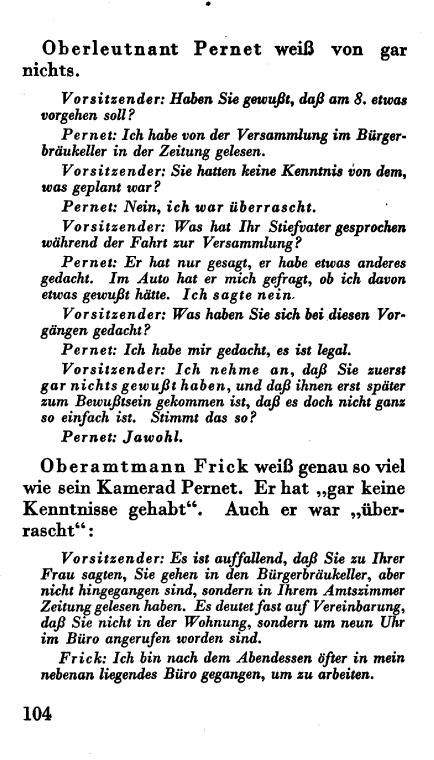 Oberleutnant Pernet weiß von gar
nichts.
Vorsitzender: Haben Sie gewußt, daß am 8. etwas
vorgehen soll?
Pernet: Ich habe von der Versammlung im Bürger-
bräukeller in der Zeitung gelesen.
Vorsitzender: Sie hatten keine Kenntnis von dem,
was geplant war?
Pernet: Nein, ich war überrascht.
Vorsitzender: Was hat Ihr Stiefvater gesprochen
während der Fahrt zur Versammlung?
Pernet: Er hat nur gesagt, er habe etwas anderes
gedacht. Im Auto hat er mich gefragt, ob ich davon
etwas gewußt hätte. Ich sagte nein.
Vorsitzender: Was haben Sie sich bei diesen Vor-
gängen gedacht?
Pernet: Ich habe mir gedacht, es ist legal.
Vorsitzender: Ich nehme an, daß Sie zuerst
gar nichts gewußt haben, und daß ihnen erst später
zum Bewußtsein gekommen ist, daß es doch nicht ganz
so einfach ist. Stimmt das so?
Pernet: Jawohl.
Oberamtmann Frick weiß genau so viel
wie sein Kamerad Pernet. Er hat „gar keine
Kenntnisse gehabt“. Auch er war „über-
rascht“:
Vorsitzender: Es ist auffallend, daß Sie zu Ihrer
Frau sagten, Sie gehen in den Bürgerbräukeller, aber
nicht hingegangen sind, sondern in Ihrem Amtszimmer
Zeitung gelesen haben. Es deutet fast auf Vereinbarung,
daß Sie nicht in der Wohnung, sondern um neun Uhr
im Büro angerufen worden sind.
Frick: Ich bin nach dem Abendessen öfter in mein
nebenan liegendes Büro gegangen, um zu arbeiten.
104